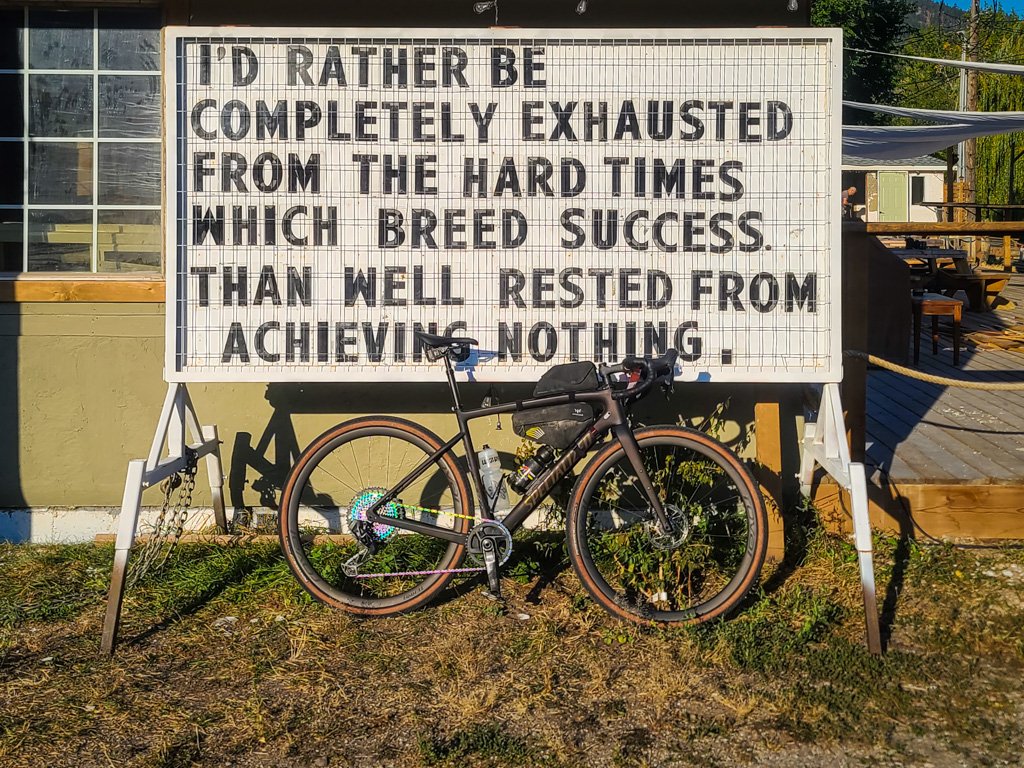 I'D RATHER BE
COMPLETELY EXHAUSTED
FROM THE HARD TIMES
WHICH BREED SUCCESS.
THAN WELL RESTED FROM
ACHIEVING NOTHING.